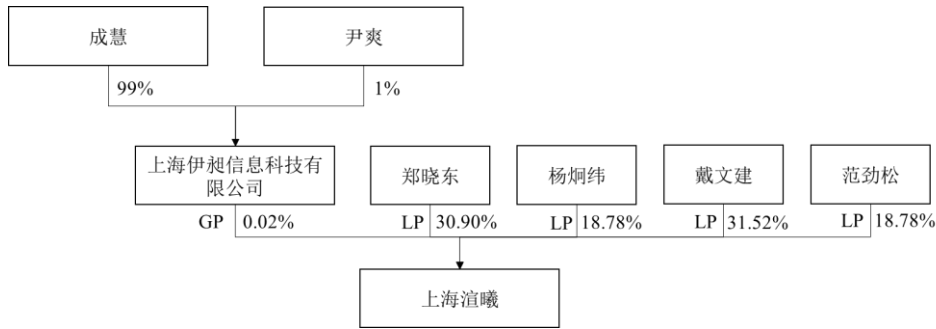 成慧
尹爽
99%
1%
上海伊昶信息科技有
限公司
郑晓东
杨炯纬
戴文建
范劲松
GP 0.02%
LP 30.90%
LP 18.78%
LP 31.52%
LP 18.78%
上海渲曦